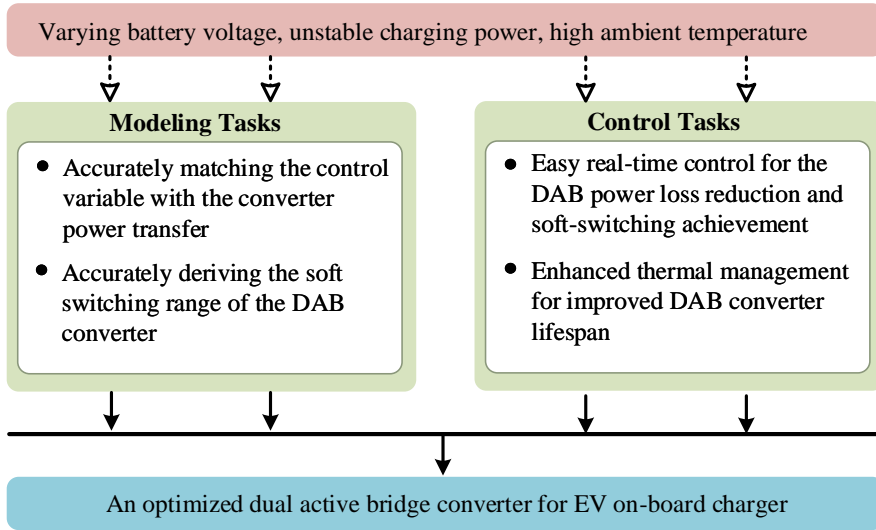 Varying battery voltage, unstable charging power, high ambient temperature
Modeling Tasks
Accurately matching the control
variable with the converter
power transfer
Accurately deriving the soft
switching range of the DAB
converter
Control Tasks
Easy real-time control for the
DAB power loss reduction and
soft-switching achievement
Enhanced thermal management
for improved DAB converter
lifespan
An optimized dual active bridge converter for EV on-board charger